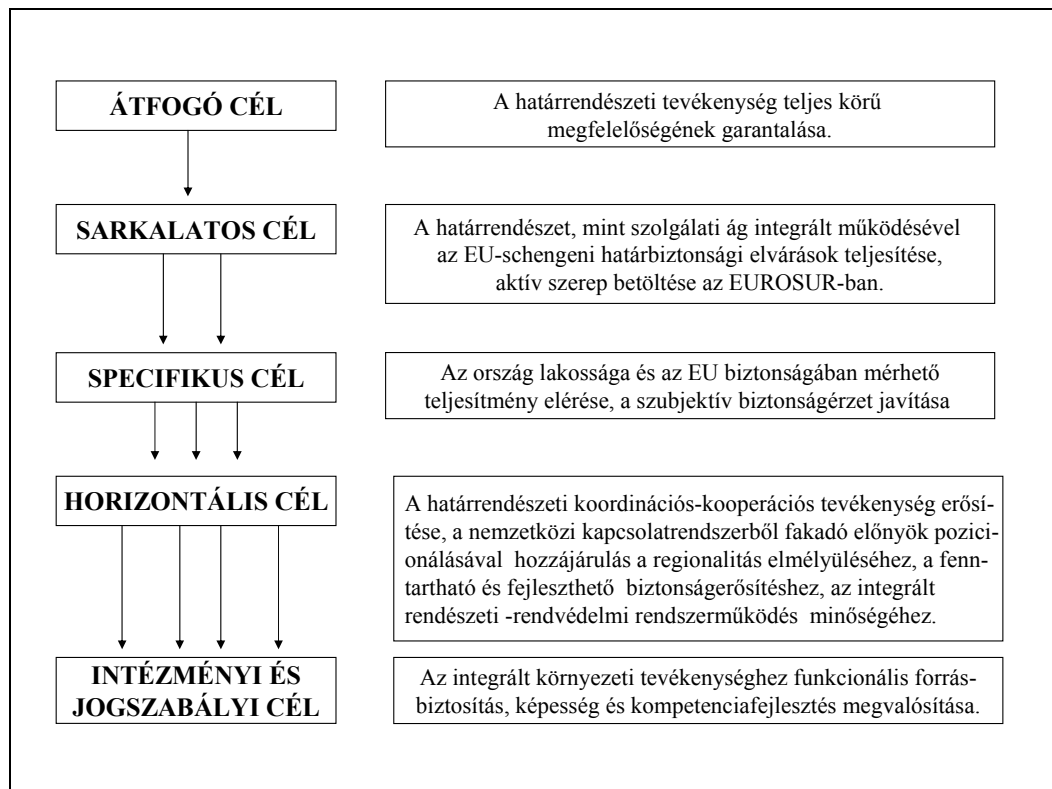 ÁTFOGÓ CÉL
A határrendészeti tevékenység teljes körű
megfelelőségének garantalása.
SARKALATOS CÉL
A határrendészet, mint szolgálati ág integrált működésével
az EU-schengeni határbiztonsági elvárások teljesítése,
aktív szerep betöltése az EUROSUR-ban.
SPECIFIKUS CÉL
Az ország lakossága és az EU biztonságában mérhető
teljesítmény elérése, a szubjektív biztonságérzet javítása
HORIZONTÁLIS CÉL
A határrendészeti koordinációs-kooperációs tevékenység erősí-
tése, a nemzetközi kapcsolatrendszerből fakadó előnyök pozici-
onálásával hozzájárulás a regionalitás elmélyüléséhez, a fenn-
tartható és fejleszthető biztonságerősítéshez, az integrált
rendészeti -rendvédelmi rendszerműködés minőségéhez.
INTÉZMÉNYI ÉS
JOGSZABÁLYI CÉL
Az integrált környezeti tevékenységhez funkcionális forrás-
biztosítás, képesség és kompetenciafejlesztés megvalósítása.